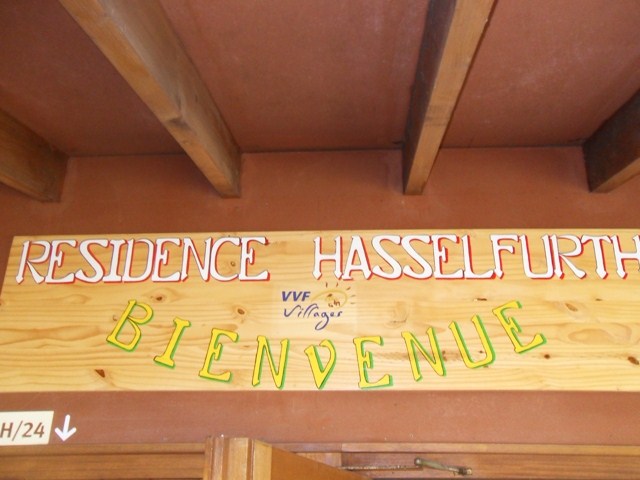 RESIDENCE HASSELFURTH
VVF
Villages
BIENVENUE
H/24